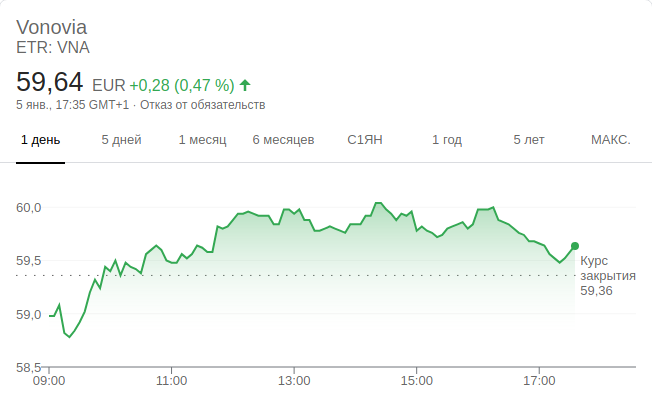 Vonovia
ETR: VNA
59,64 EUR +0,28 (0,47 %)
5 янв., 17:35 GMT+1 · Отказ от обязательств
1 день 5 дней 1 месяц 6 месяцев С1ЯН 1 год 5 лет МАКС.
60,0
59,5
Курс
закрытия
59,36
59,0
58,5
09:00 11:00 13:00 15:00 17:00